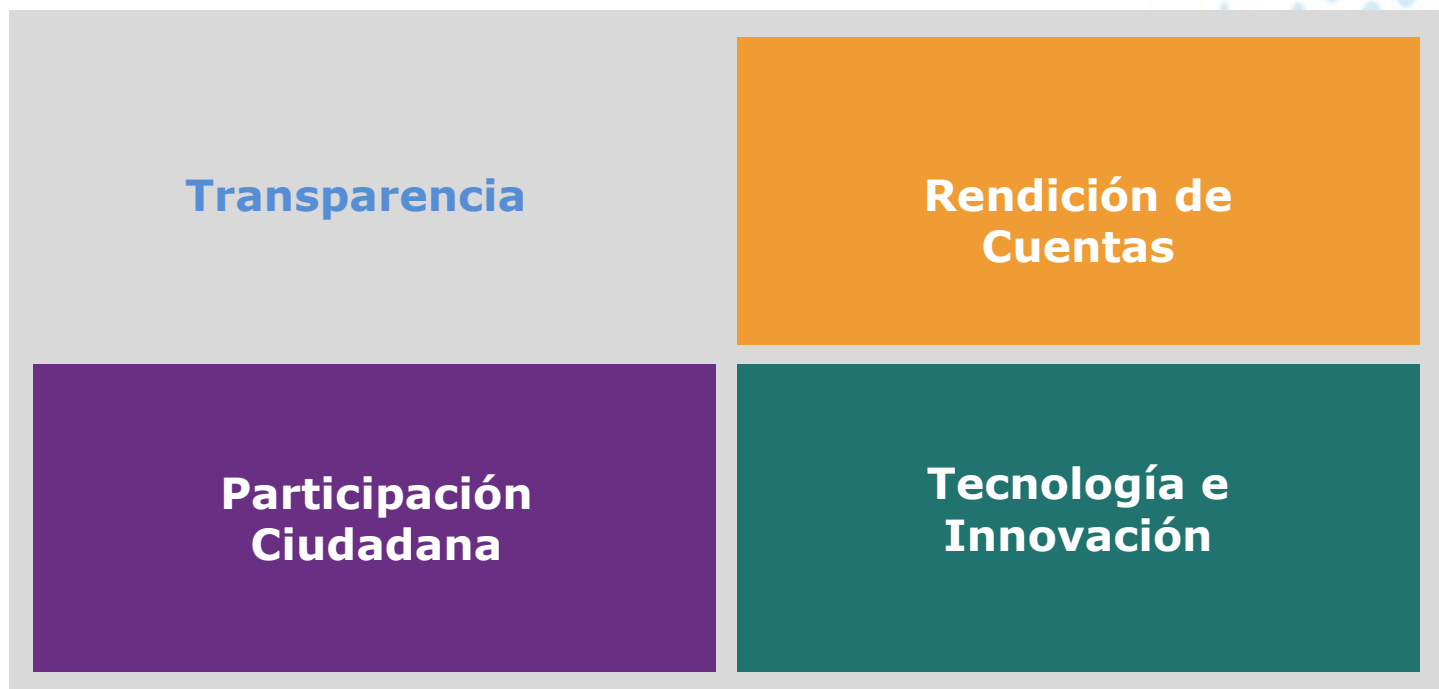 Transparencia
Rendición de
Cuentas
Participación
Ciudadana
Tecnología e
Innovación